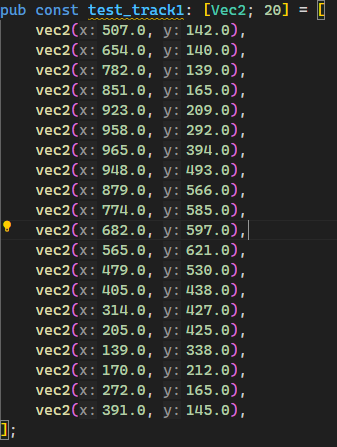 pub const test_track1: [Vec2; 20] = [
vec2(x: 507.0, y: 142.0),
vec2(x: 654.0, y: 140.0),
vec2(x: 782.0, y: 139.0),
vec2(x: 851.0, y: 165.0),
vec2(x: 923.0, y: 209.0),
vec2(x: 958.0, y: 292.0),
vec2(x: 965.0, y: 394.0),
vec2(x: 948.0, y: 493.0),
vec2(x: 879.0, y: 566.0),
vec2(x: 774.0, y: 585.0),
vec2(x: 682.0, y: 597.0),
vec2(x: 565.0, y: 621.0),
vec2(x: 479.0, y: 530.0),
vec2(x: 405.0, y: 438.0),
vec2(x: 314.0, y: 427.0),
vec2(x: 205.0, y: 425.0),
vec2(x: 139.0, y: 338.0),
vec2(x: 170.0, y: 212.0),
vec2(x: 272.0, y: 165.0),
vec2(x: 391.0, y: 145.0),
];